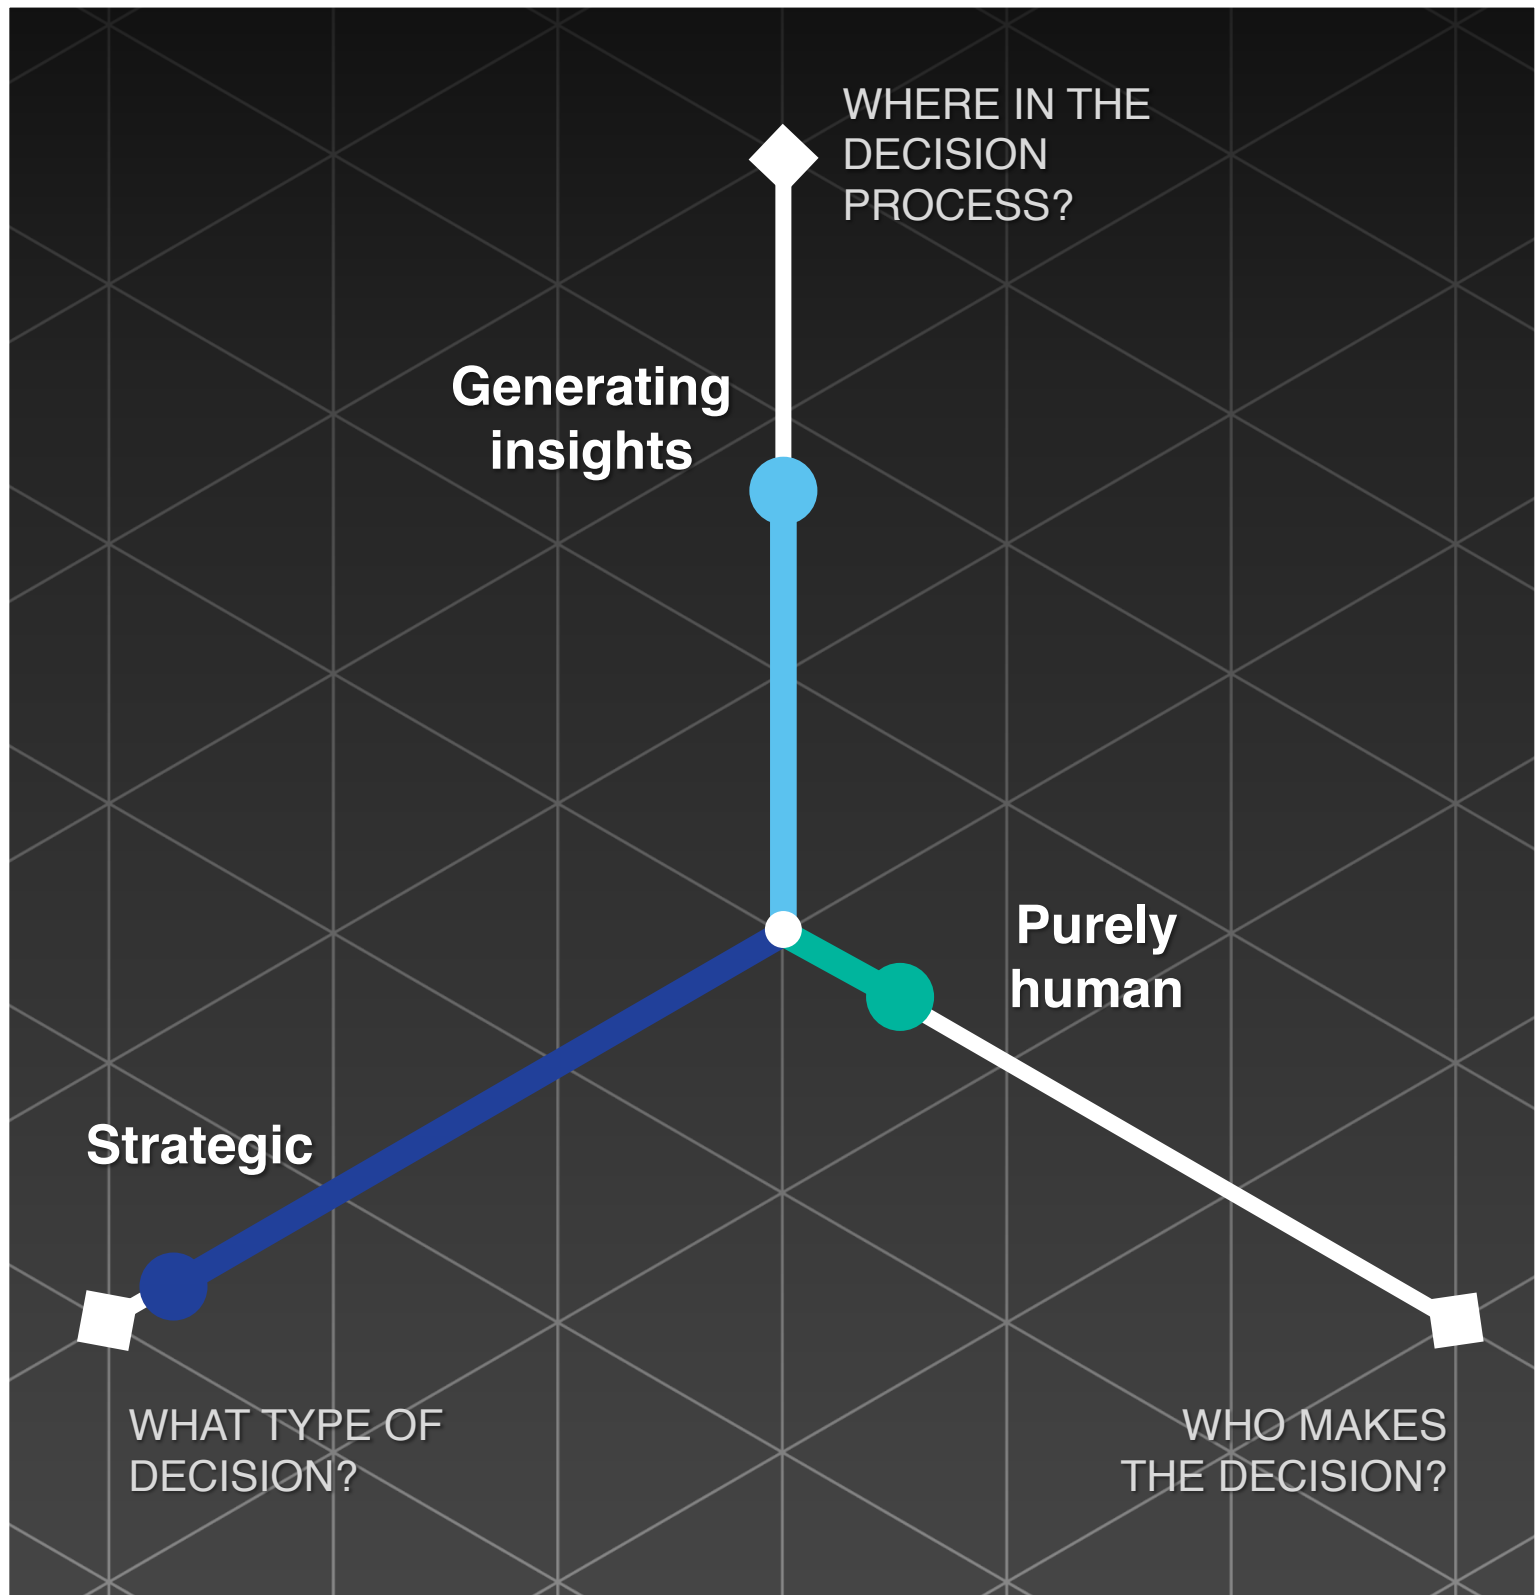 WHERE IN THE
DECISION
PROCESS?
Generating
insights
Purely
human
Strategic
WHAT TYPE OF
DECISION?
WHO MAKES
THE DECISION?